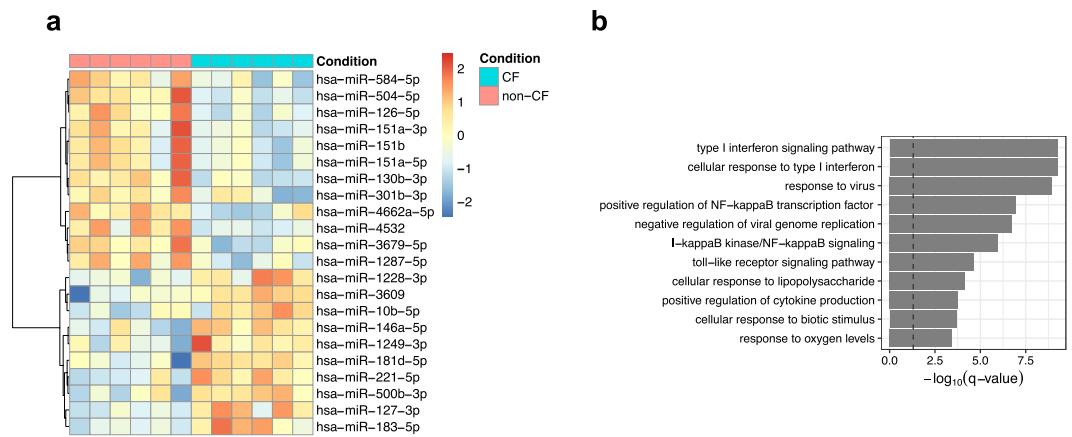 a
Condition
hsa-miR-584-5p
hsa-miR-504-5p
hsa-miR-126-5p
hsa-miR-151a-3p
hsa-miR-151b
hsa-miR-151a-5p
hsa-miR-130b-3p
hsa-miR-301b-3p
hsa-miR-4662a-5p
hsa-miR-4532
hsa-miR-3679-5p
hsa-miR-1287-5p
hsa-miR-1228-3p
hsa-miR-3609
hsa-miR-10b-5p
hsa-miR-146a-5p
hsa-miR-1249-3p
hsa-miR-181d-5p
hsa-miR-221-5p
hsa-miR-500b-3p
hsa-miR-127-3p
hsa-miR-183-5p
2
1
0
−1
−2
Condition
CF
non-CF
b
type I interferon signaling pathway
cellular response to type I interferon
response to virus
positive regulation of NF-kappaB transcription factor
negative regulation of viral genome replication
I-kappaB kinase/NF-kappaB signaling
toll-like receptor signaling pathway
cellular response to lipopolysaccharide
positive regulation of cytokine production
cellular response to biotic stimulus
response to oxygen levels
0.0 2.5 5.0 7.5
−log₁₀(q−value)